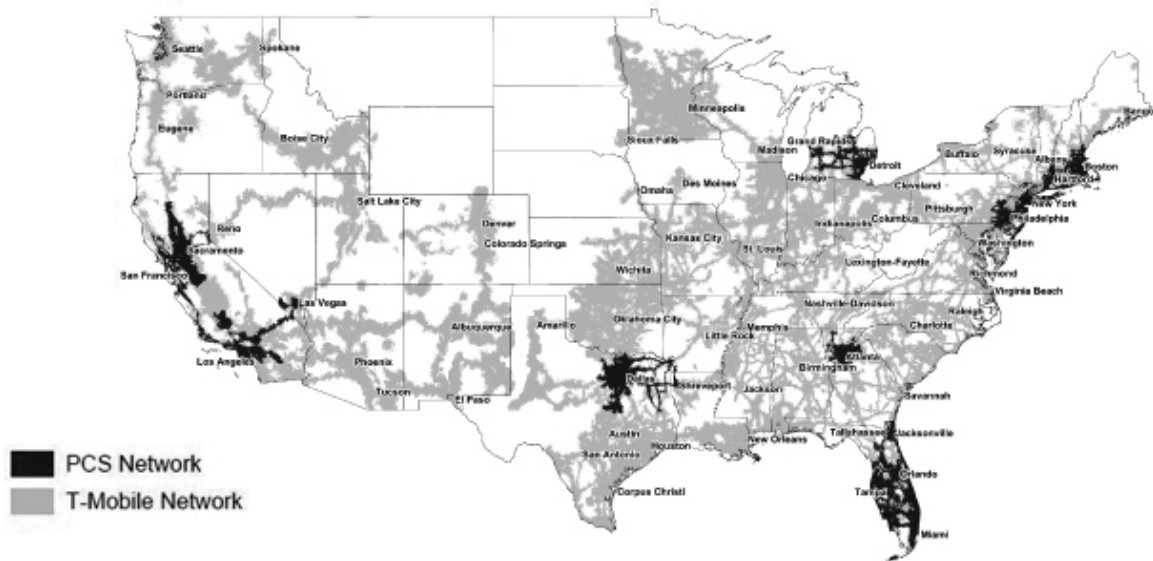 Seattle
Spokane
Portland
Eugene
Boise City
Minneapolis
Sioux Falls
Madison
Grand Rapids
Detroit
Buffalo
Syracuse
Albany
Boston
Hartford
Chicago
Cleveland
New York
Omaha
Des Moines
Salt Lake City
Reno
Sacramento
San Francisco
Denver
Colorado Springs
Kansas City
St. Louis
Indianapolis
Columbus
Pittsburgh
Philadelphia
Washington
Lexington-Fayette
Richmond
Virginia Beach
Las Vegas
Wichita
Nashville-Davidson
Raleigh
Los Angeles
Phoenix
Tucson
Albuquerque
Amarillo
Oklahoma City
Little Rock
Memphis
Charlotte
Atlanta
Birmingham
El Paso
Dallas
Shreveport
Jackson
Savannah
Austin
San Antonio
Houston
New Orleans
Tallahassee
Jacksonville
Corpus Christi
Orlando
Tampa
Miami
PCS Network
T-Mobile Network